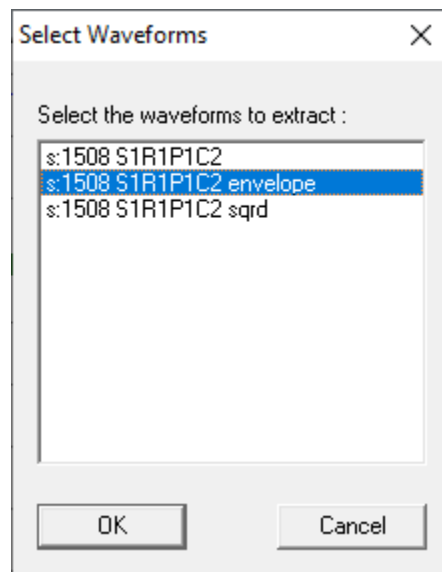 Select Waveforms
Select the waveforms to extract :
s:1508 S1R1P1C2
s:1508 S1R1P1C2 envelope
s:1508 S1R1P1C2 sqrd
OK Cancel